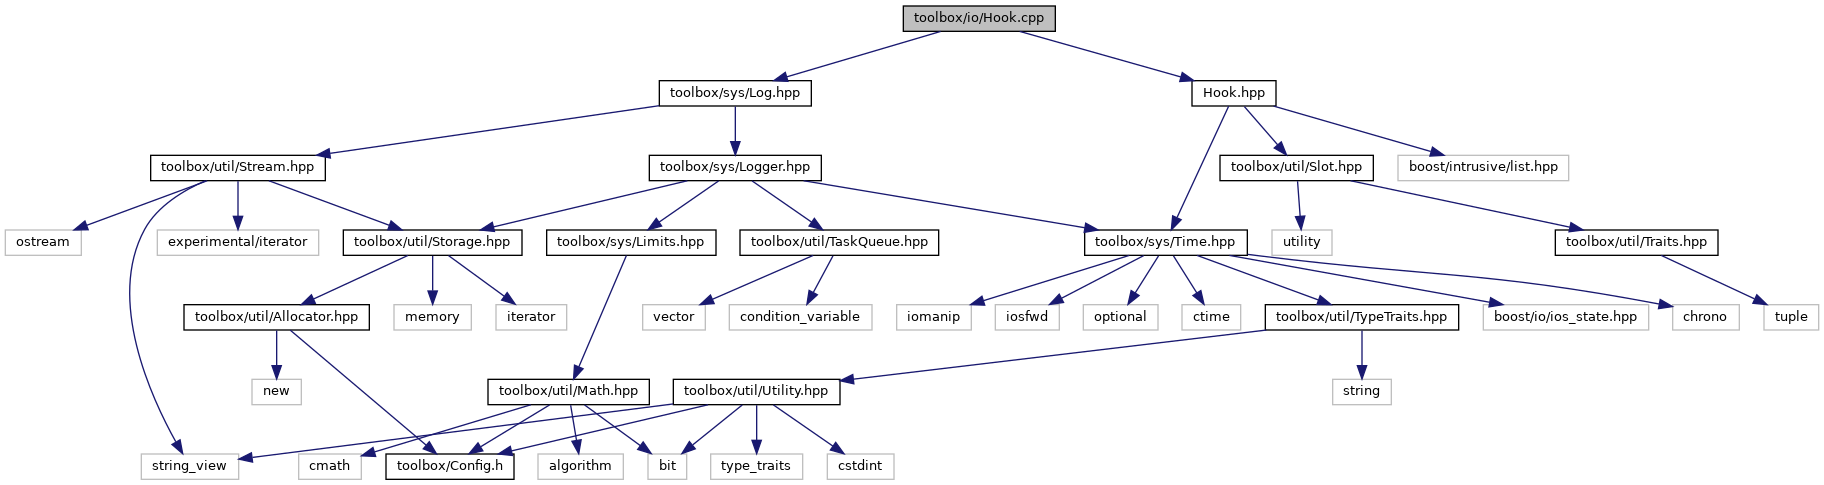 toolbox/io/Hook.cpp
toolbox/sys/Log.hpp
Hook.hpp
toolbox/util/Stream.hpp
toolbox/sys/Logger.hpp
toolbox/util/Slot.hpp
boost/intrusive/list.hpp
ostream
experimental/iterator
toolbox/util/Storage.hpp
toolbox/sys/Limits.hpp
toolbox/util/TaskQueue.hpp
toolbox/sys/Time.hpp
utility
toolbox/util/Traits.hpp
toolbox/util/Allocator.hpp
memory
iterator
vector
condition_variable
iomanip
iosfwd
optional
ctime
toolbox/util/TypeTraits.hpp
boost/io/ios_state.hpp
chrono
tuple
new
toolbox/util/Math.hpp
toolbox/util/Utility.hpp
string
string_view
cmath
toolbox/Config.h
algorithm
bit
type_traits
cstdint